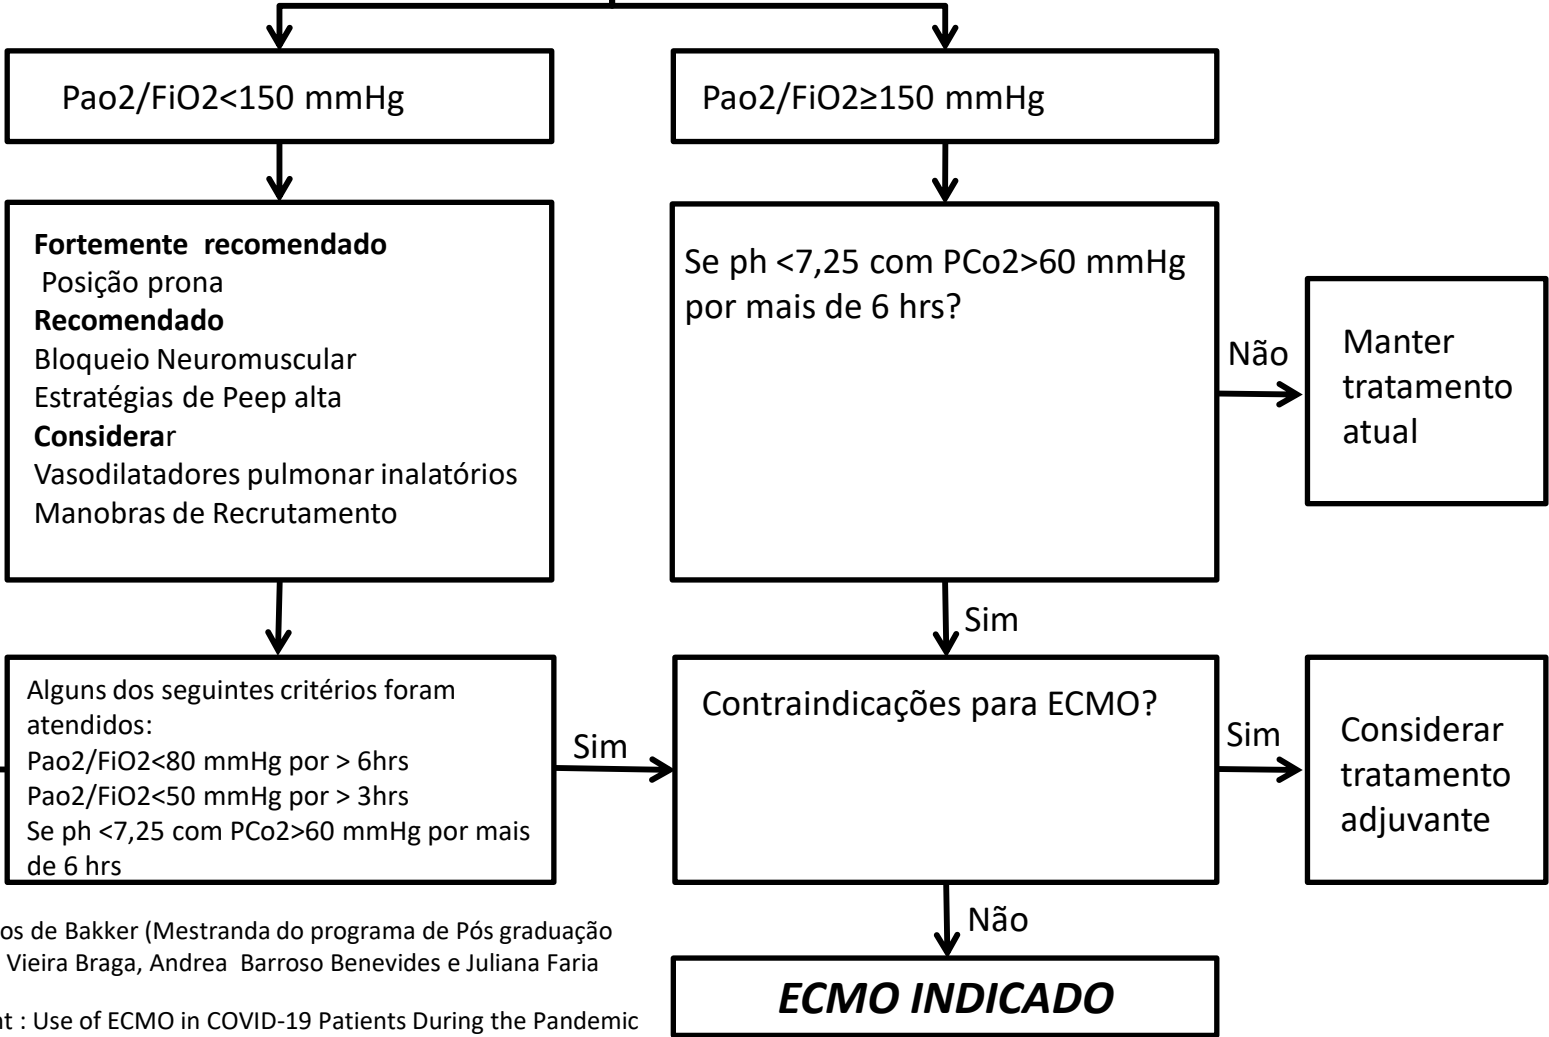 Pao2/FiO2<150 mmHg
Pao2/FiO2≥150 mmHg
Fortemente recomendado
Posição prona
Recomendado
Bloqueio Neuromuscular
Estratégias de Peep alta
Considerar
Vasodilatadores pulmonar inalatórios
Manobras de Recrutamento
Se ph <7,25 com PCo2>60 mmHg
por mais de 6 hrs?
Não
Manter
tratamento
atual
Sim
Alguns dos seguintes critérios foram
atendidos:
Pao2/FiO2<80 mmHg por > 6hrs
Pao2/FiO2<50 mmHg por > 3hrs
Se ph <7,25 com PCo2>60 mmHg por mais
de 6 hrs
Sim
Contraindicações para ECMO?
Sim
Considerar
tratamento
adjuvante
Não
ECMO INDICADO
os de Bakker (Mestranda do programa de Pós graduação
Vieira Braga, Andrea Barroso Benevides e Juliana Faria
nt : Use of ECMO in COVID-19 Patients During the Pandemic